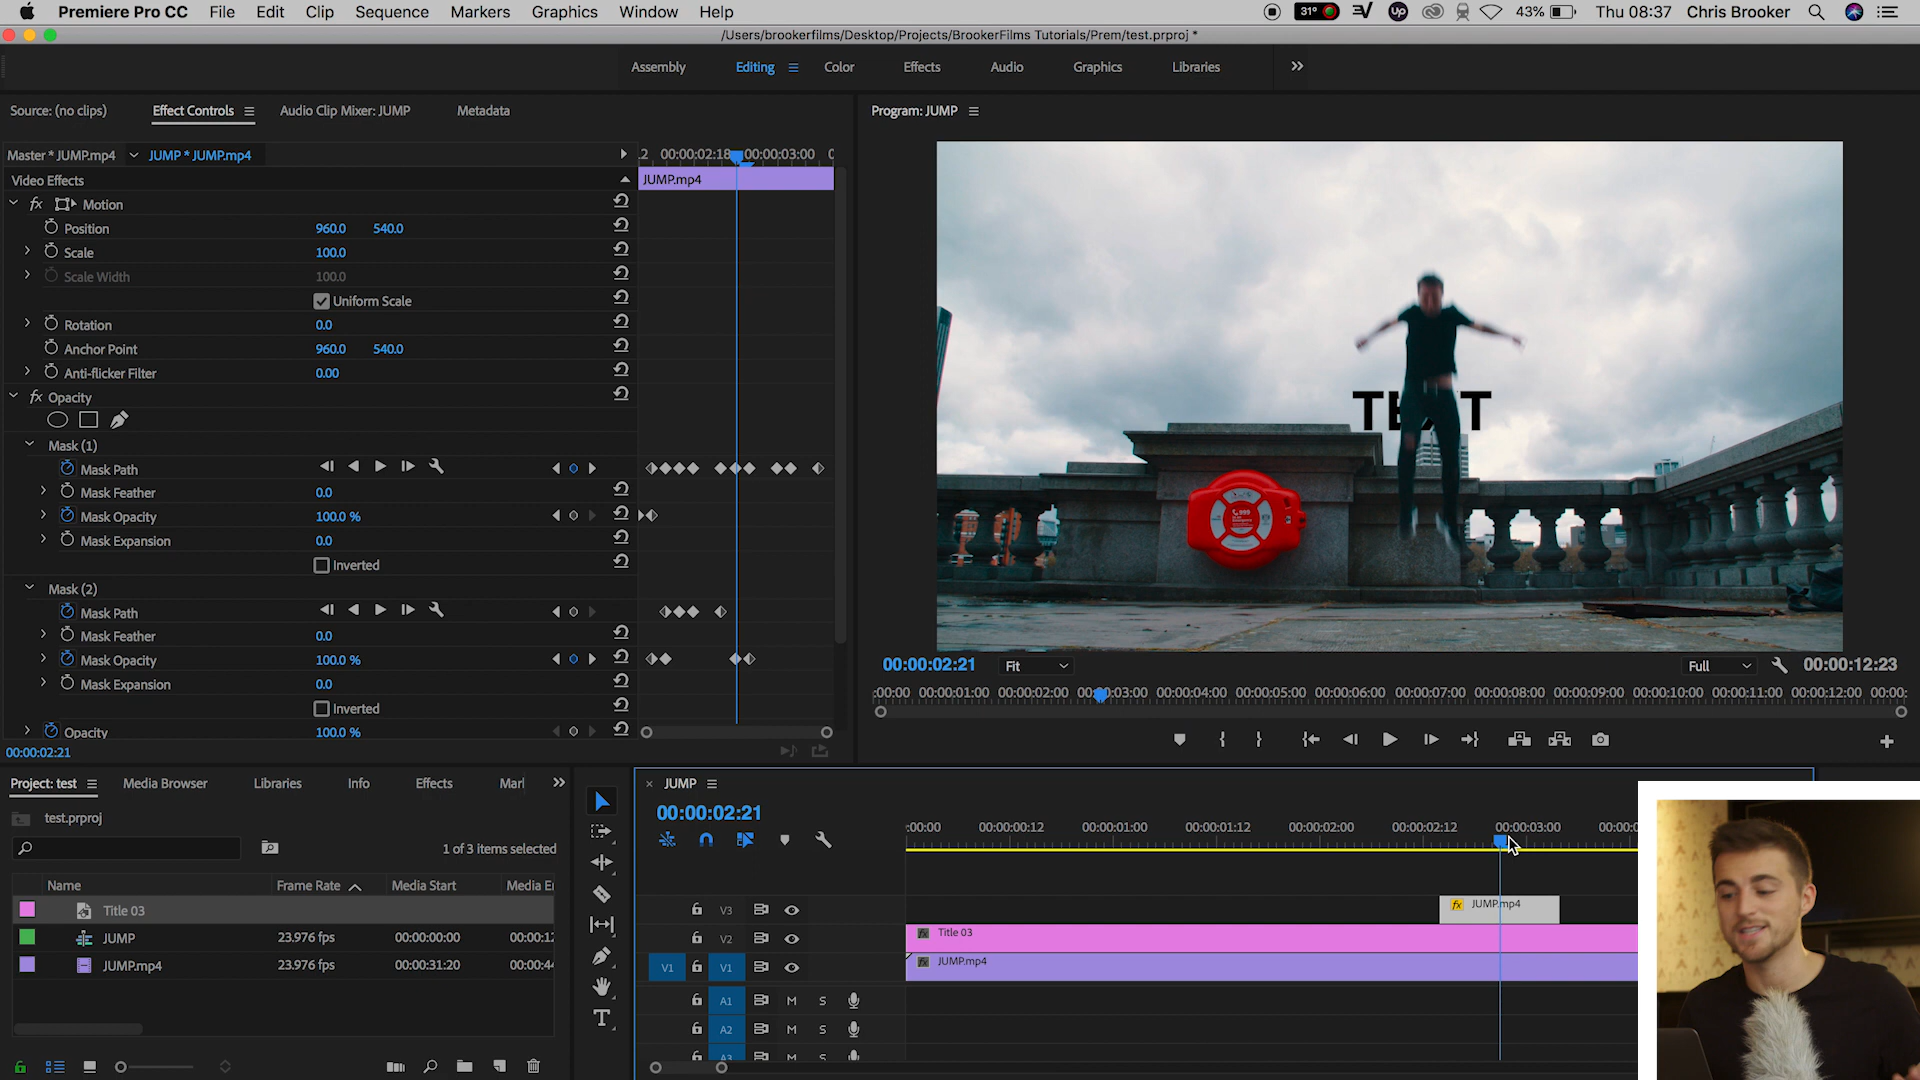 Premiere Pro CC File Edit Clip Sequence Markers Graphics Window Help 31° Up 43% Thu 08:37 Chris Brooker
/Users/brookerfilms/Desktop/Projects/BrookerFilms Tutorials/Prem/test.prproj *
Assembly Editing Color Effects Audio Graphics Libraries
Source: (no clips) Effect Controls Audio Clip Mixer: JUMP Metadata
Program: JUMP
Master * JUMP.mp4 JUMP * JUMP.mp4 00:00:02:18 00:00:03:00
Video Effects JUMP.mp4
fx Motion
Position 960.0 540.0
Scale 100.0
Scale Width 100.0
Uniform Scale
Rotation 0.0
Anchor Point 960.0 540.0
Anti-flicker Filter 0.00
fx Opacity
Mask (1)
Mask Path
Mask Feather 0.0
Mask Opacity 100.0 %
Mask Expansion 0.0
Inverted
Mask (2)
Mask Path
Mask Feather 0.0
Mask Opacity 100.0 %
Mask Expansion 0.0
Inverted
Opacity 100.0 %
00:00:02:21
TEXT
999
00:00:02:21 Fit Full 00:00:12:23
:00:00 00:00:01:00 00:00:02:00 00:00:03:00 00:00:04:00 00:00:05:00 00:00:06:00 00:00:07:00 00:00:08:00 00:00:09:00 00:00:10:00 00:00:11:00 00:00:12:00 00:00:
Project: test Media Browser Libraries Info Effects Marl
test.prproj
1 of 3 items selected
Name Frame Rate Media Start Media E
Title 03
JUMP 23.976 fps 00:00:00:00 00:00:12
JUMP.mp4 23.976 fps 00:00:31:20 00:00:44
JUMP
00:00:02:21
:00:00 00:00:00:12 00:00:01:00 00:00:01:12 00:00:02:00 00:00:02:12 00:00:03:00 00:00:0
V3 fx JUMP.mp4
V2 fx Title 03
V1 V1 fx JUMP.mp4
A1 M S
A2 M S
A3 M S
T